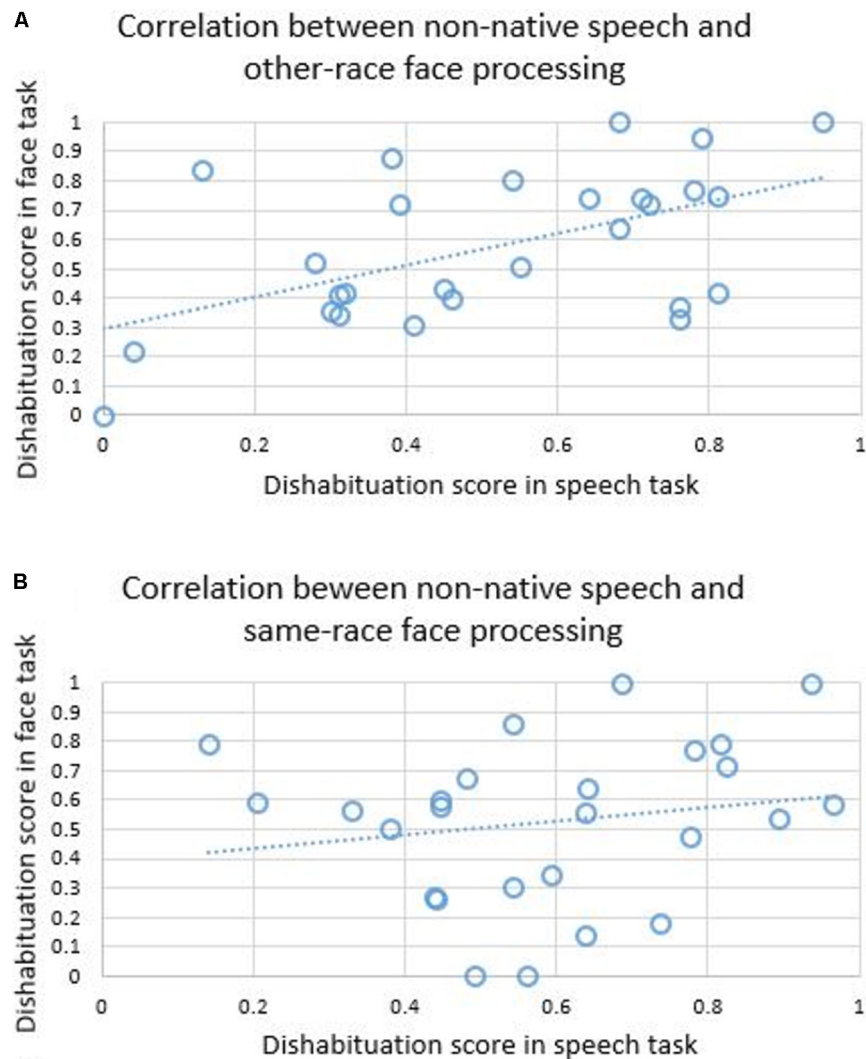 A
Correlation between non-native speech and
other-race face processing
Dishabituation score in face task
1
0.9
0.8
0.7
0.6
0.5
0.4
0.3
0.2
0.1
0
0 0.2 0.4 0.6 0.8 1
Dishabituation score in speech task
B
Correlation beween non-native speech and
same-race face processing
Dishabituation score in face task
1
0.9
0.8
0.7
0.6
0.5
0.4
0.3
0.2
0.1
0
0 0.2 0.4 0.6 0.8 1
Dishabituation score in speech task